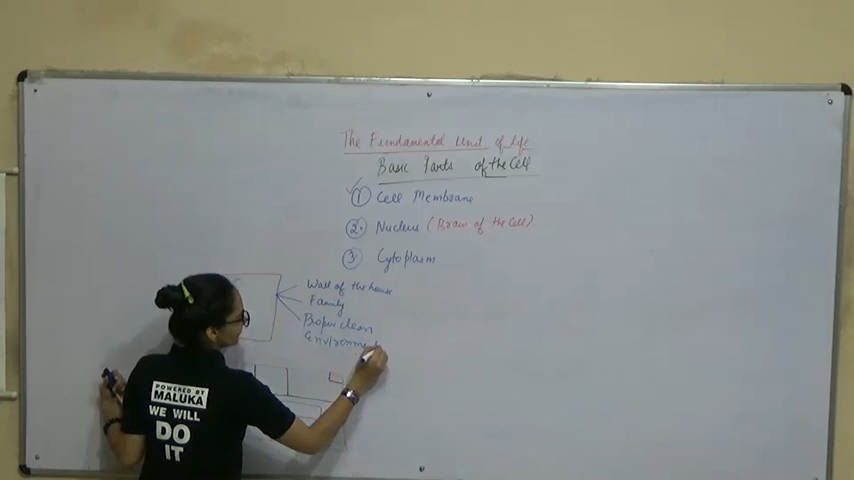 The Fundamental Unit of Life
Basic Parts of the Cell
1 Cell Membrane
2. Nucleus (Brain of the Cell)
3. Cytoplasm
Wall of the house
Family
Proper clean
Environment
POWERED BY
MALUKA
WE WILL
DO
IT